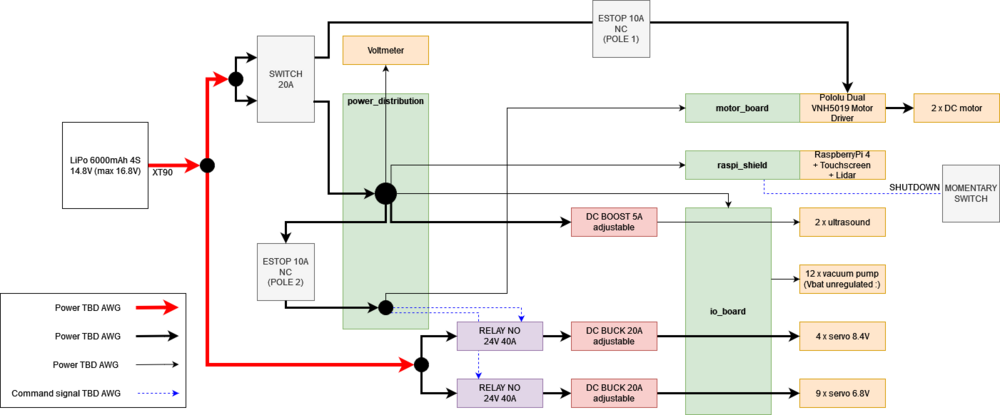 ESTOP 10A
NC
(POLE 1)
SWITCH
20A
Voltmeter
power_distribution
motor_board
Pololu Dual
VNH5019 Motor
Driver
2 x DC motor
LiPo 6000mAh 4S
14.8V (max 16.8V)
XT90
raspi_shield
RaspberryPi 4
+ Touchscreen
+ Lidar
SHUTDOWN
MOMENTARY
SWITCH
DC BOOST 5A
adjustable
2 x ultrasound
ESTOP 10A
NC
(POLE 2)
12 x vacuum pump
(Vbat unregulated :)
io_board
RELAY NO
24V 40A
DC BUCK 20A
adjustable
4 x servo 8.4V
RELAY NO
24V 40A
DC BUCK 20A
adjustable
9 x servo 6.8V
Power TBD AWG
Power TBD AWG
Power TBD AWG
Command signal TBD AWG